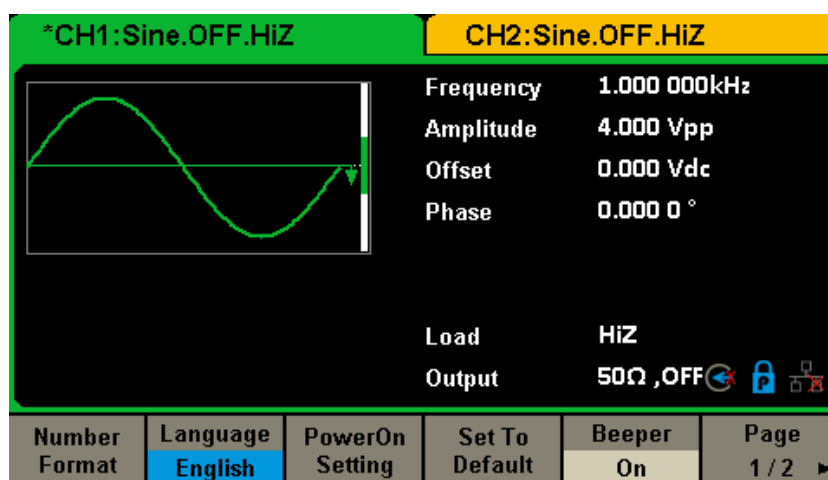 *CH1:Sine.OFF.HiZ CH2:Sine.OFF.HiZ
Frequency 1.000 000kHz
Amplitude 4.000 Vpp
Offset 0.000 Vdc
Phase 0.000 0 °
Load HiZ
Output 50Ω ,OFF P
Number Format
Language English
PowerOn Setting
Set To Default
Beeper On
Page 1/2 ►